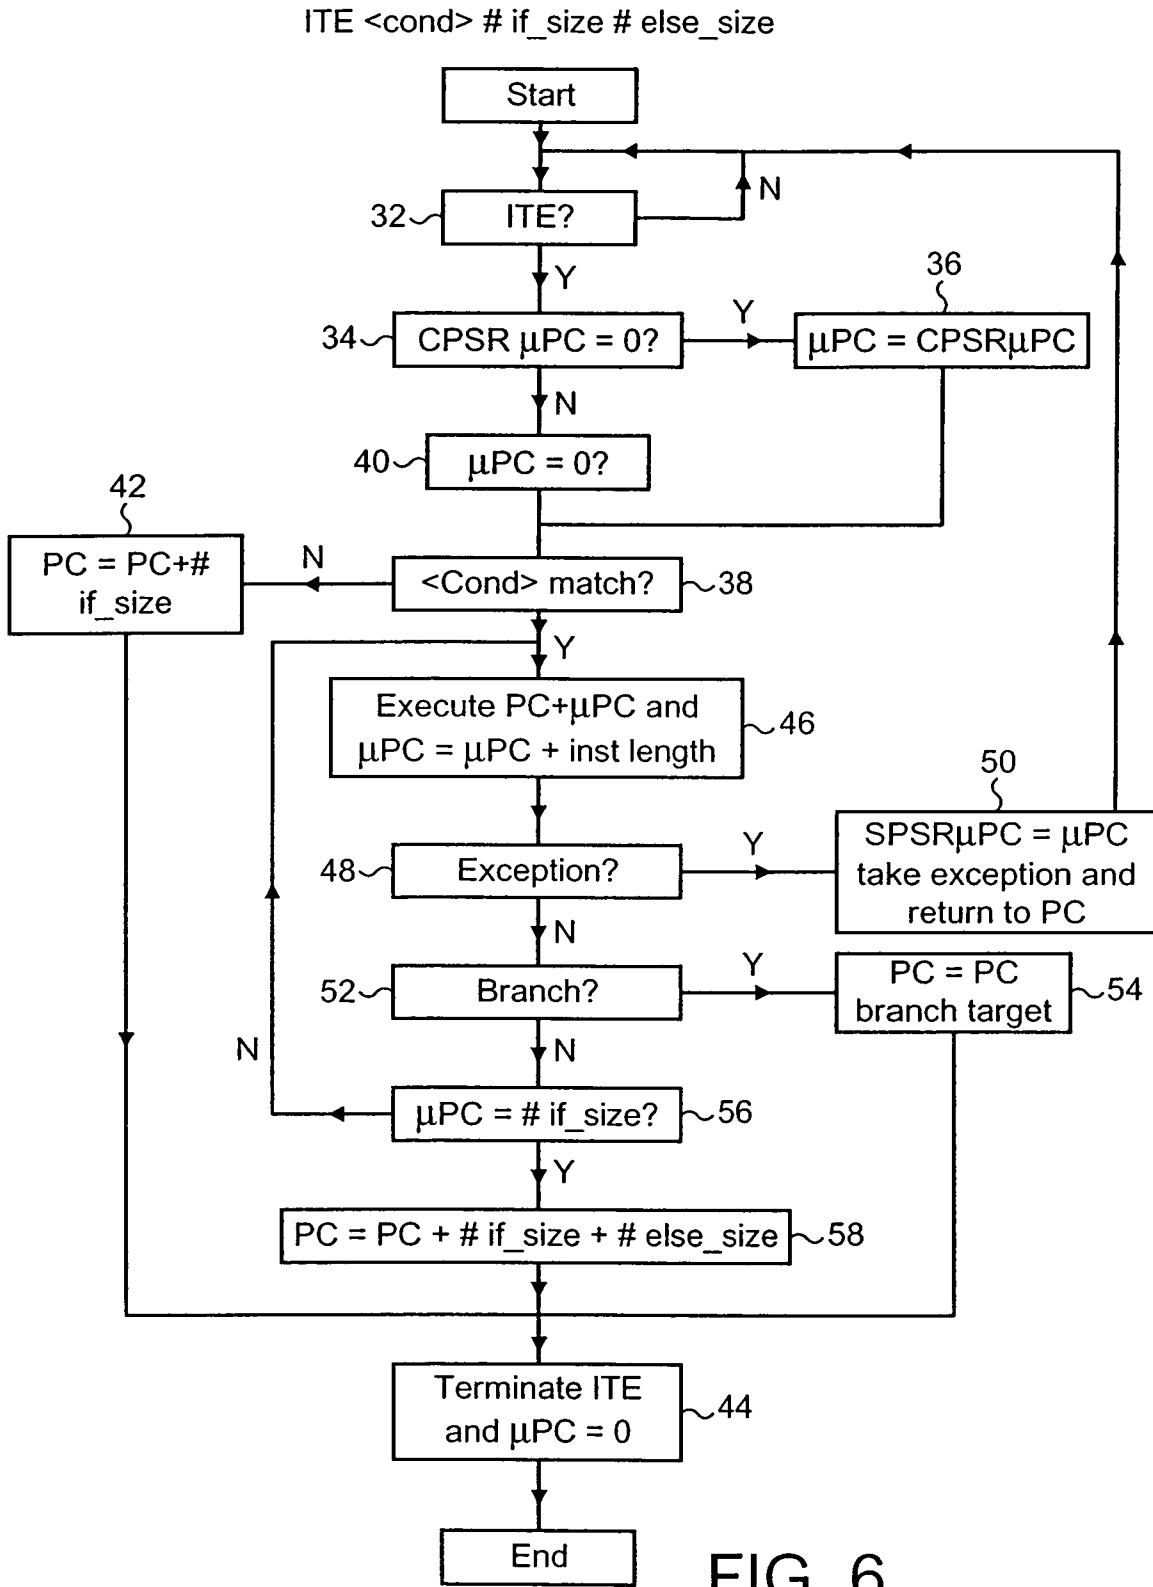 ITE <cond> # if_size # else_size
Start
N
32
ITE?
Y
36
34
CPSR µPC = 0?
Y
µPC = CPSRµPC
N
40
µPC = 0?
42
PC = PC+#
if_size
N
<Cond> match?
38
Y
Execute PC+µPC and
µPC = µPC + inst length
46
50
48
Exception?
Y
SPSRµPC = µPC
take exception and
return to PC
N
52
Branch?
Y
PC = PC
branch target
54
N
N
µPC = # if_size?
56
Y
PC = PC + # if_size + # else_size
58
Terminate ITE
and µPC = 0
44
End
FIG. 6